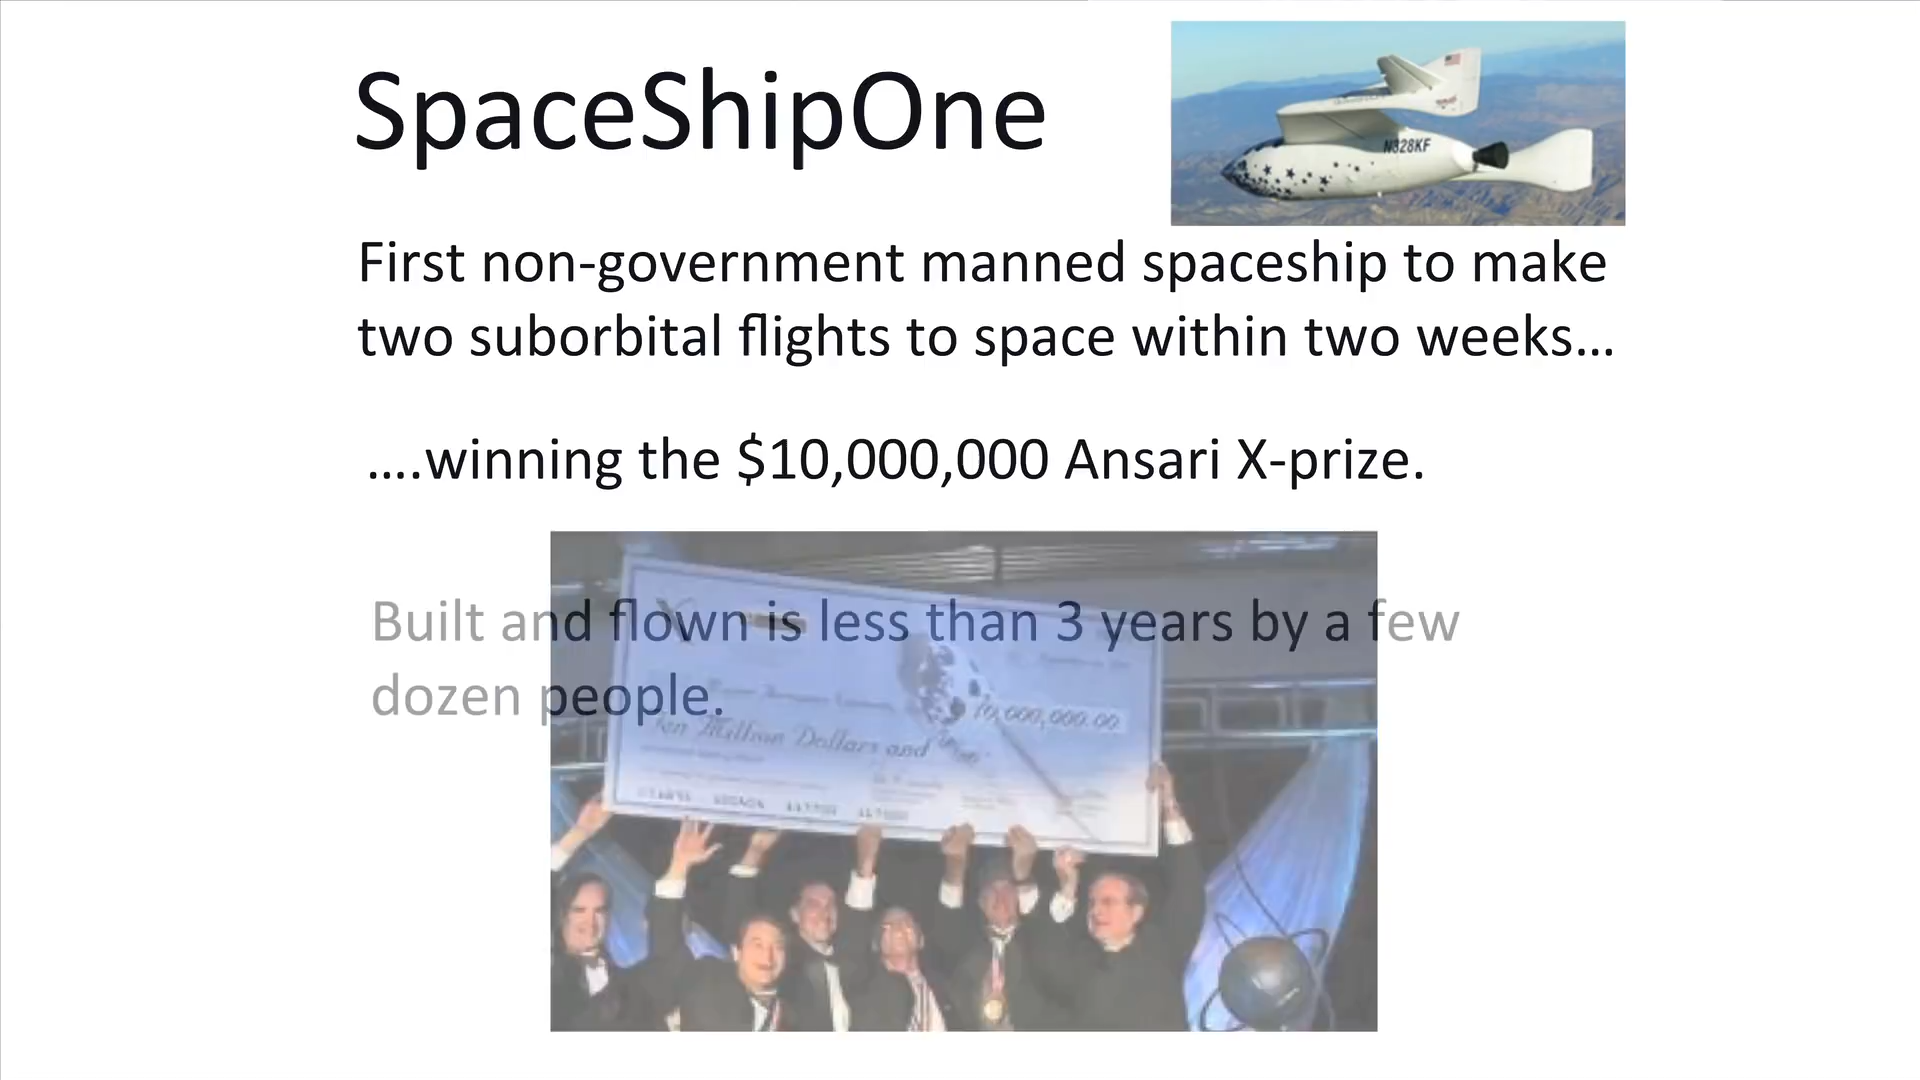 SpaceShipOne
N328KF
First non-government manned spaceship to make
two suborbital flights to space within two weeks...
....winning the $10,000,000 Ansari X-prize.
Built and flown is less than 3 years by a few
dozen people.
10,000,000.00
Ten Million Dollars and